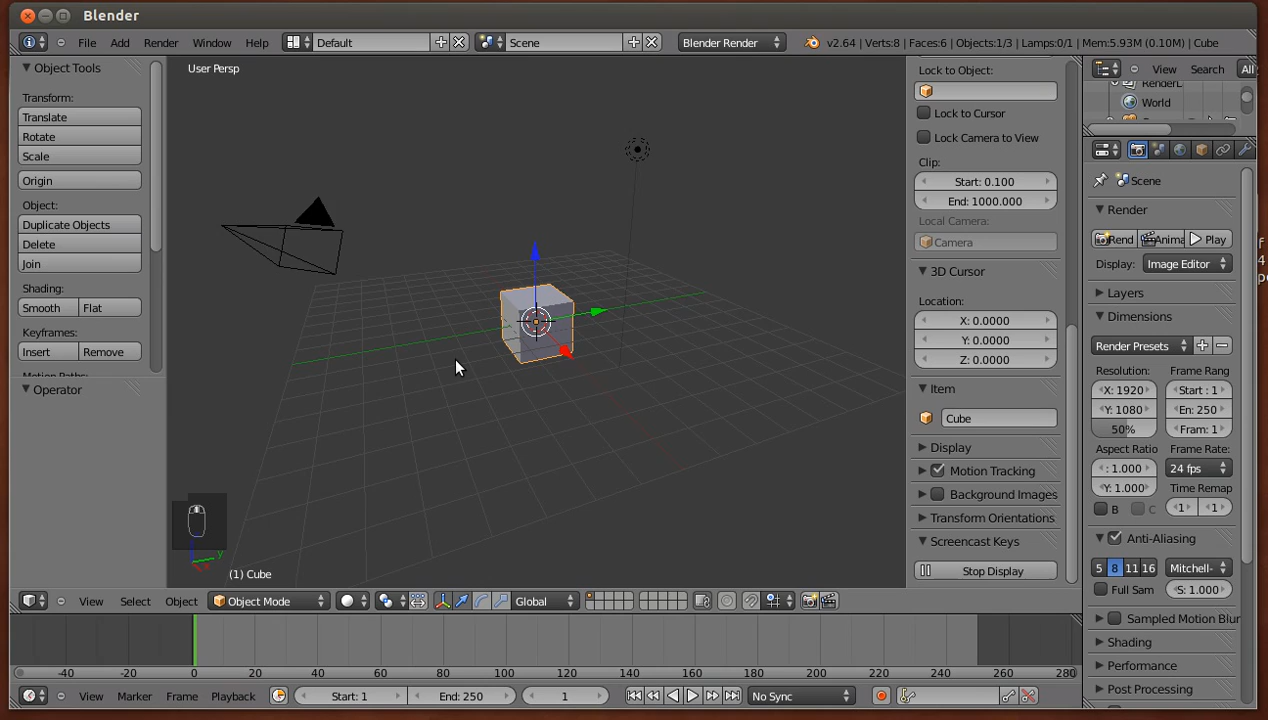 Blender
File Add Render Window Help Default Scene Blender Render v2.64 | Verts:8 | Faces:6 | Objects:1/3 | Lamps:0/1 | Mem:5.93M (0.10M) | Cube
Object Tools
Transform:
Translate
Rotate
Scale
Origin
Object:
Duplicate Objects
Delete
Join
Shading:
Smooth Flat
Keyframes:
Insert Remove
Operator
User Persp
(1) Cube
y
Lock to Object:
Lock to Cursor
Lock Camera to View
Clip:
Start: 0.100
End: 1000.000
Local Camera:
Camera
3D Cursor
Location:
X: 0.0000
Y: 0.0000
Z: 0.0000
Item
Cube
Display
Motion Tracking
Background Images
Transform Orientations
Screencast Keys
Stop Display
View Search All
RenderL
World
Scene
Render
Rend Anima Play
Display: Image Editor
Layers
Dimensions
Render Presets
Resolution: Frame Rang
X: 1920 Start : 1
Y: 1080 En: 250
50% Fram: 1
Aspect Ratio Frame Rate:
: 1.000 24 fps
Y: 1.000 Time Remap
B C 1 1
Anti-Aliasing
5 8 11 16 Mitchell-
Full Sam S: 1.000
Sampled Motion Blur
Shading
Performance
Post Processing
View Select Object Object Mode Global
-40 -20 0 20 40 60 80 100 120 140 160 180 200 220 240 260 280
View Marker Frame Playback Start: 1 End: 250 1 No Sync